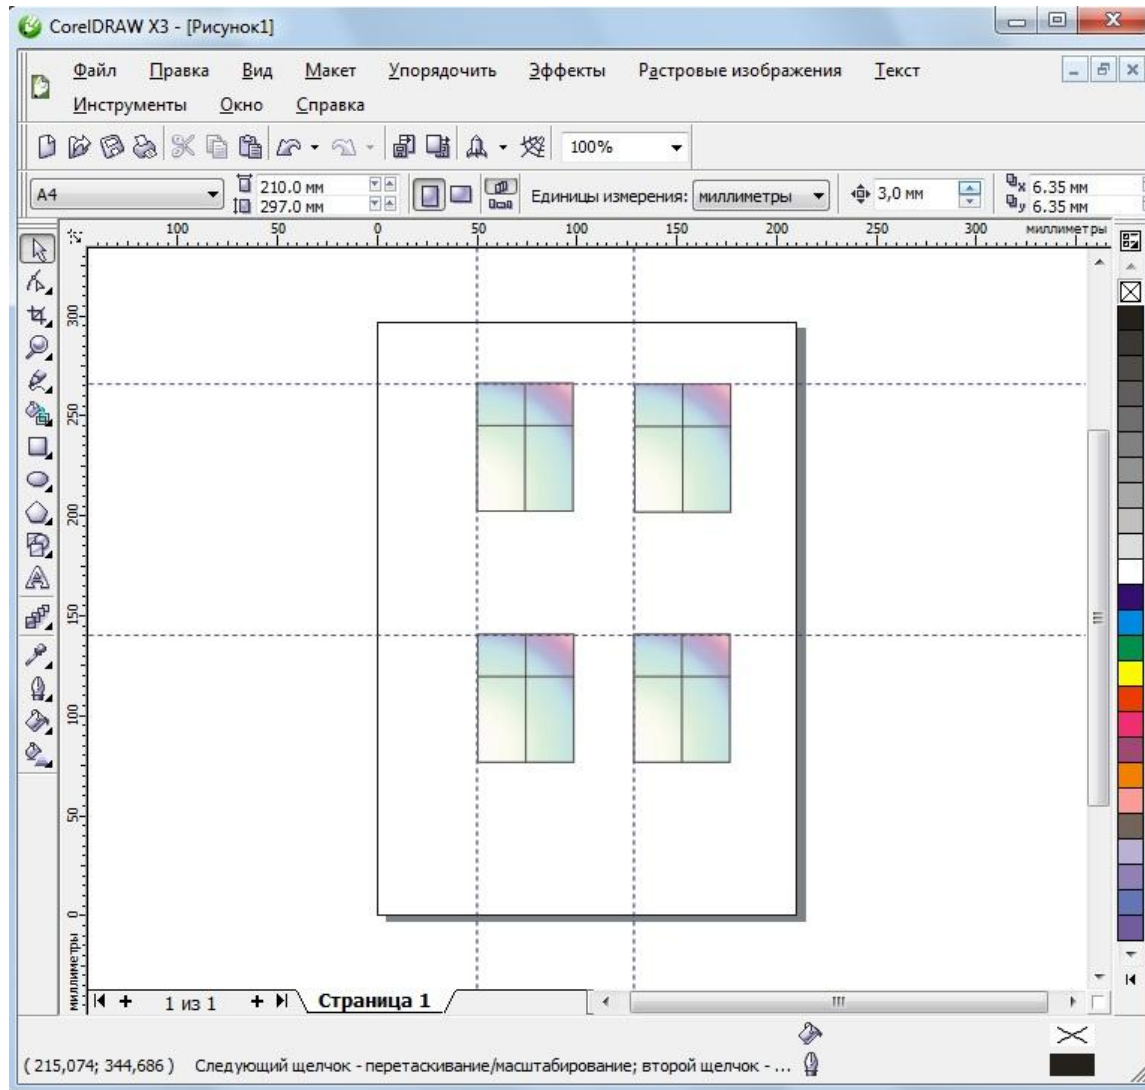 CorelDRAW X3 - [Рисунок1]
Файл Правка Вид Макет Упорядочить Эффекты Растровые изображения Текст
Инструменты Окно Справка
100%
A4 210.0 мм Единицы измерения: миллиметры 3,0 мм x 6.35 мм
297.0 мм y 6.35 мм
100 50 0 50 100 150 200 250 300 миллиметры
300
250
200
150
100
50
0
миллиметры
1 из 1 Страница 1
( 215,074; 344,686 ) Следующий щелчок - перетаскивание/масштабирование; второй щелчок - ...